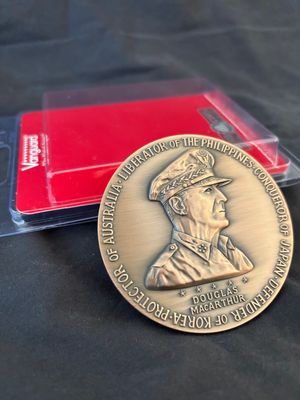 Vanguard
PROTECTOR OF AUSTRALIA · LIBERATOR OF THE PHILIPPINES · CONQUEROR OF JAPAN · DEFENDER OF KOREA ·
DOUGLAS
MACARTHUR